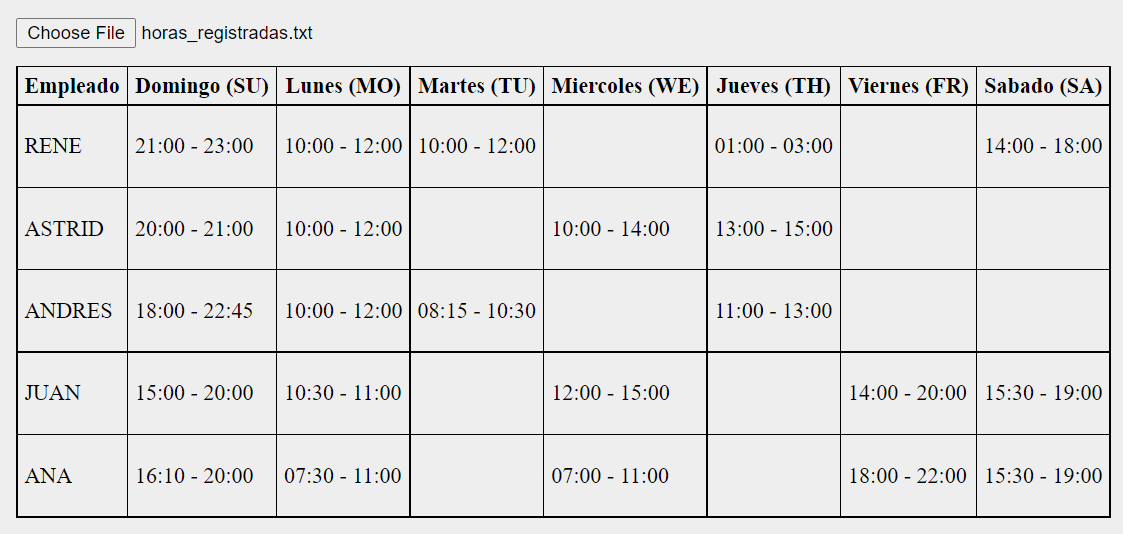 Choose File horas_registradas.txt
Empleado Domingo (SU) Lunes (MO) Martes (TU) Miercoles (WE) Jueves (TH) Viernes (FR) Sabado (SA)
RENE 21:00 - 23:00 10:00 - 12:00 10:00 - 12:00 01:00 - 03:00 14:00 - 18:00
ASTRID 20:00 - 21:00 10:00 - 12:00 10:00 - 14:00 13:00 - 15:00
ANDRES 18:00 - 22:45 10:00 - 12:00 08:15 - 10:30 11:00 - 13:00
JUAN 15:00 - 20:00 10:30 - 11:00 12:00 - 15:00 14:00 - 20:00 15:30 - 19:00
ANA 16:10 - 20:00 07:30 - 11:00 07:00 - 11:00 18:00 - 22:00 15:30 - 19:00